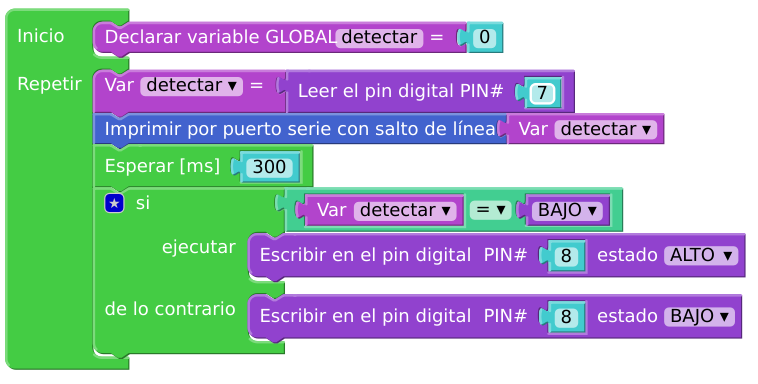 Inicio Declarar variable GLOBAL detectar = 0
Repetir Var detectar ▾ = Leer el pin digital PIN# 7
Imprimir por puerto serie con salto de línea Var detectar ▾
Esperar [ms] 300
si Var detectar ▾ = ▾ BAJO ▾
ejecutar Escribir en el pin digital PIN# 8 estado ALTO ▾
de lo contrario Escribir en el pin digital PIN# 8 estado BAJO ▾